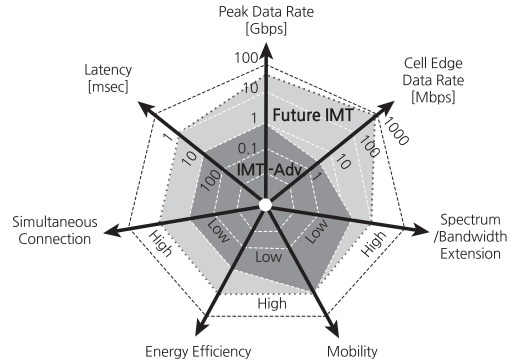 Peak Data Rate
[Gbps]
100
10
1
0.1
Latency
[msec]
1
10
100
Cell Edge
Data Rate
[Mbps]
1000
100
10
1
Future IMT
IMT-Adv
Simultaneous
Connection
High
Low
Spectrum
/Bandwidth
Extension
High
Low
Low
High
Energy Efficiency
Mobility